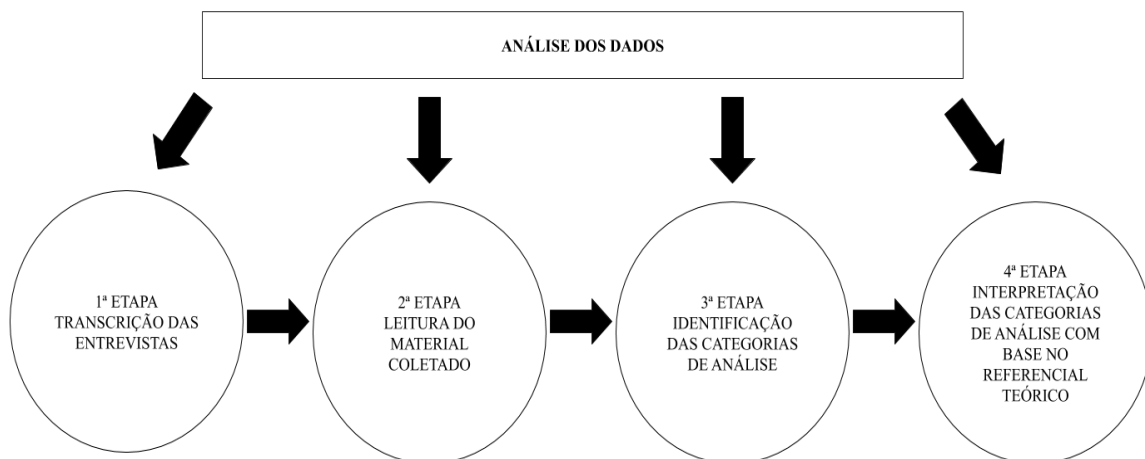 ANÁLISE DOS DADOS
1ª ETAPA
TRANSCRIÇÃO DAS
ENTREVISTAS
2ª ETAPA
LEITURA DO
MATERIAL
COLETADO
3ª ETAPA
IDENTIFICAÇÃO
DAS CATEGORIAS
DE ANÁLISE
4ª ETAPA
INTERPRETAÇÃO
DAS CATEGORIAS
DE ANÁLISE COM
BASE NO
REFERENCIAL
TEÓRICO